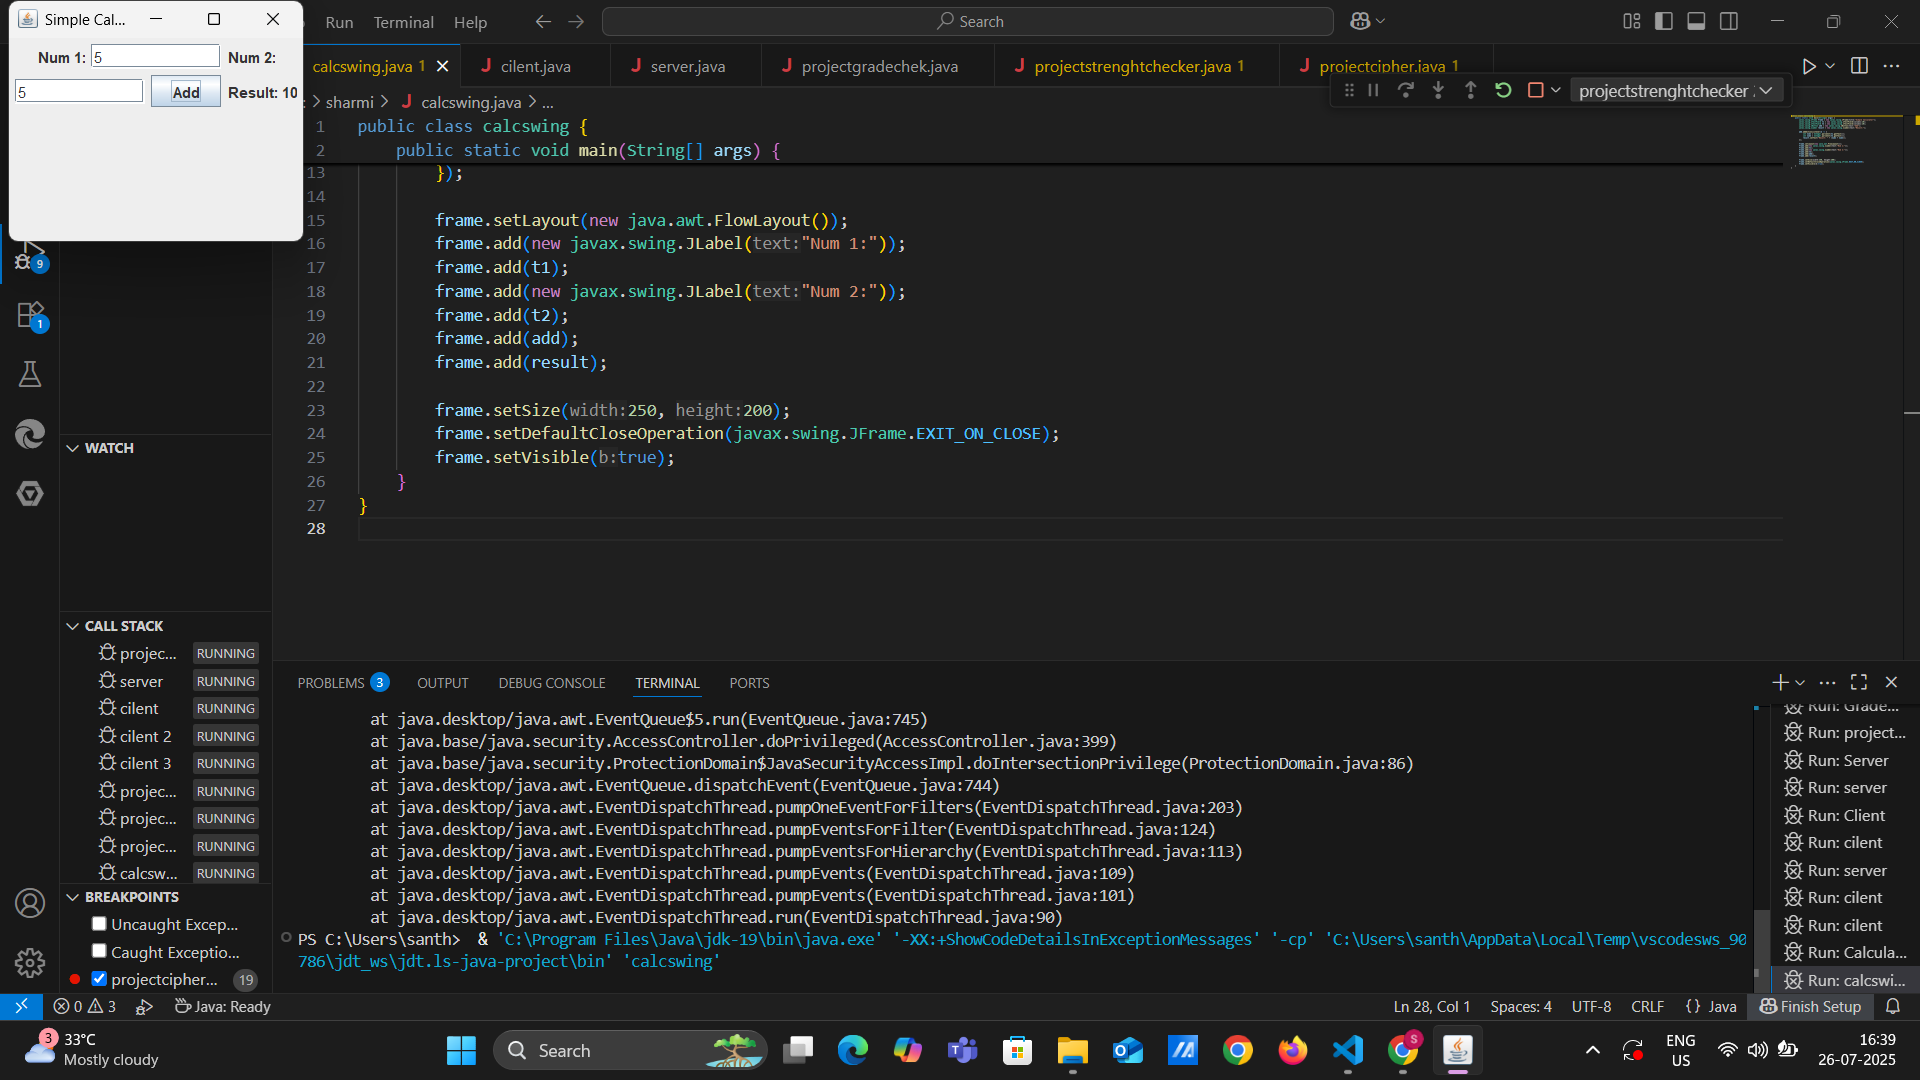 Simple Cal...
Num 1: 5 Num 2:
5 Add Result: 10
Run Terminal Help Search
calcswing.java 1 cilent.java server.java projectgradechek.java projectstrenghtchecker.java 1 projectcipher.java 1
sharmi > calcswing.java > ...
projectstrenghtchecker
1 public class calcswing {
2 public static void main(String[] args) {
13 });
14
15 frame.setLayout(new java.awt.FlowLayout());
16 frame.add(new javax.swing.JLabel(text:"Num 1:"));
17 frame.add(t1);
18 frame.add(new javax.swing.JLabel(text:"Num 2:"));
19 frame.add(t2);
20 frame.add(add);
21 frame.add(result);
22
23 frame.setSize(width:250, height:200);
24 frame.setDefaultCloseOperation(javax.swing.JFrame.EXIT_ON_CLOSE);
25 frame.setVisible(b:true);
26 }
27 }
28
9
1
WATCH
CALL STACK
projec... RUNNING
server RUNNING
cilent RUNNING
cilent 2 RUNNING
cilent 3 RUNNING
projec... RUNNING
projec... RUNNING
projec... RUNNING
calcsw... RUNNING
BREAKPOINTS
Uncaught Excep...
Caught Exceptio...
projectcipher... 19
PROBLEMS 3 OUTPUT DEBUG CONSOLE TERMINAL PORTS
at java.desktop/java.awt.EventQueue$5.run(EventQueue.java:745)
at java.base/java.security.AccessController.doPrivileged(AccessController.java:399)
at java.base/java.security.ProtectionDomain$JavaSecurityAccessImpl.doIntersectionPrivilege(ProtectionDomain.java:86)
at java.desktop/java.awt.EventQueue.dispatchEvent(EventQueue.java:744)
at java.desktop/java.awt.EventDispatchThread.pumpOneEventForFilters(EventDispatchThread.java:203)
at java.desktop/java.awt.EventDispatchThread.pumpEventsForFilter(EventDispatchThread.java:124)
at java.desktop/java.awt.EventDispatchThread.pumpEventsForHierarchy(EventDispatchThread.java:113)
at java.desktop/java.awt.EventDispatchThread.pumpEvents(EventDispatchThread.java:109)
at java.desktop/java.awt.EventDispatchThread.pumpEvents(EventDispatchThread.java:101)
at java.desktop/java.awt.EventDispatchThread.run(EventDispatchThread.java:90)
PS C:\Users\santh> & 'C:\Program Files\Java\jdk-19\bin\java.exe' '-XX:+ShowCodeDetailsInExceptionMessages' '-cp' 'C:\Users\santh\AppData\Local\Temp\vscodesws_90
786\jdt_ws\jdt.ls-java-project\bin' 'calcswing'
Run: Grade...
Run: project...
Run: Server
Run: server
Run: Client
Run: cilent
Run: server
Run: cilent
Run: cilent
Run: Calcula...
Run: calcswi...
0 3 Java: Ready Ln 28, Col 1 Spaces: 4 UTF-8 CRLF {} Java Finish Setup
3 33°C
Mostly cloudy
Search
S
ENG
US
16:39
26-07-2025